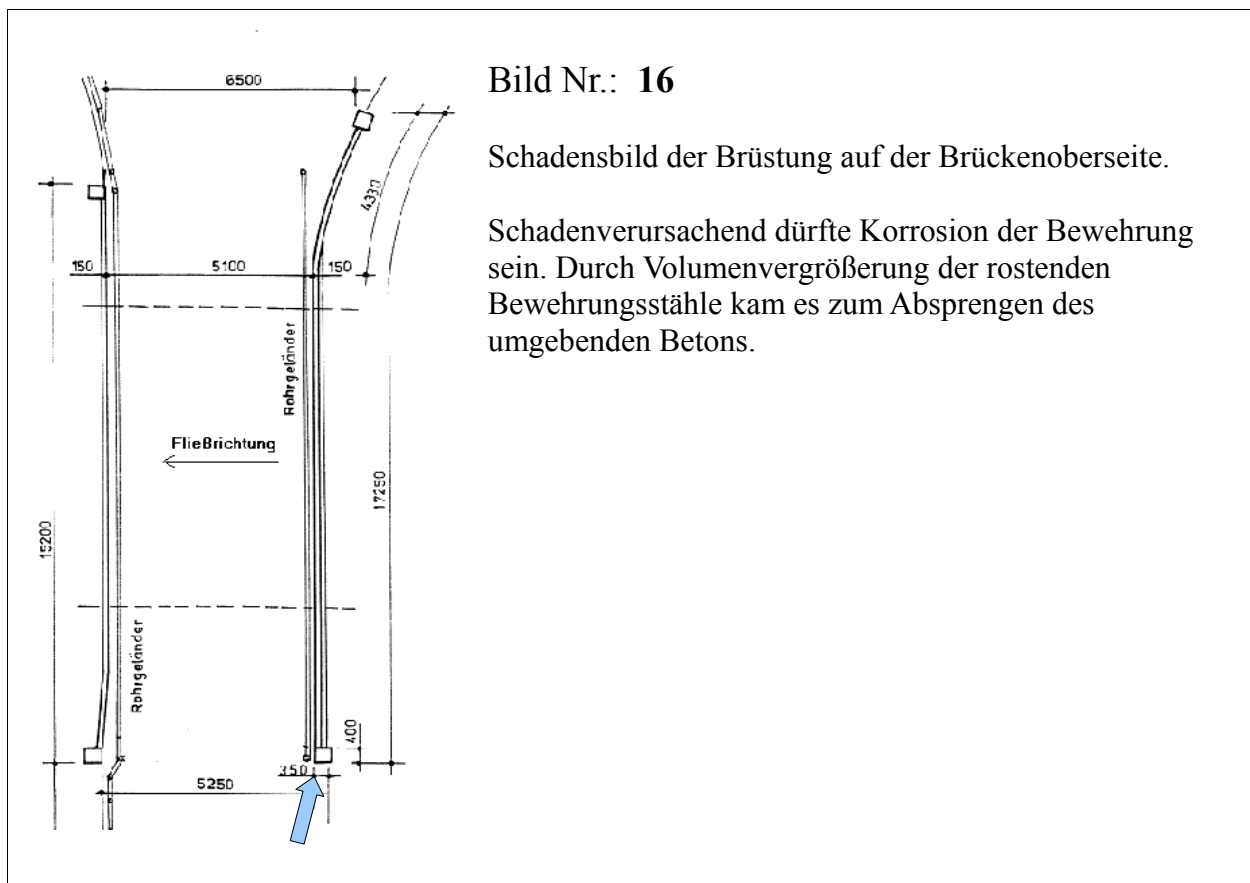 Bild Nr.: 16
Schadensbild der Brüstung auf der Brückenoberseite.
Schadenverursachend dürfte Korrosion der Bewehrung
sein. Durch Volumenvergrößerung der rostenden
Bewehrungsstähle kam es zum Absprengen des
umgebenden Betons.
6500
4330
150
5100
150
Rohrgeländer
Fließrichtung
17250
15200
Rohrgeländer
400
350
5250